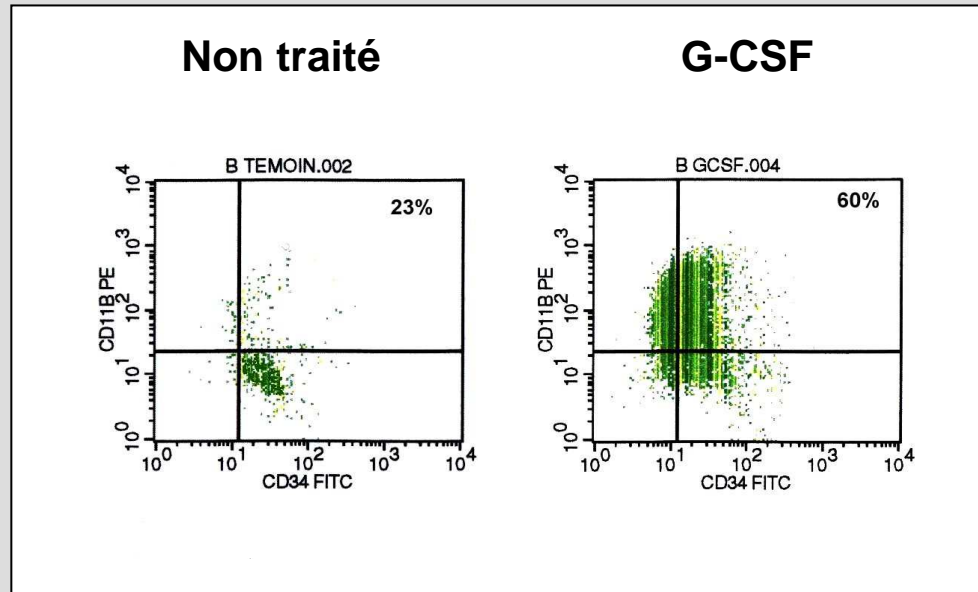 Non traité
G-CSF
B TEMOIN.002
23%
CD11B PE
10^4
10^3
10^2
10^1
10^0
10^0 10^1 10^2 10^3 10^4
CD34 FITC
B GCSF.004
60%
CD11B PE
10^4
10^3
10^2
10^1
10^0
10^0 10^1 10^2 10^3 10^4
CD34 FITC